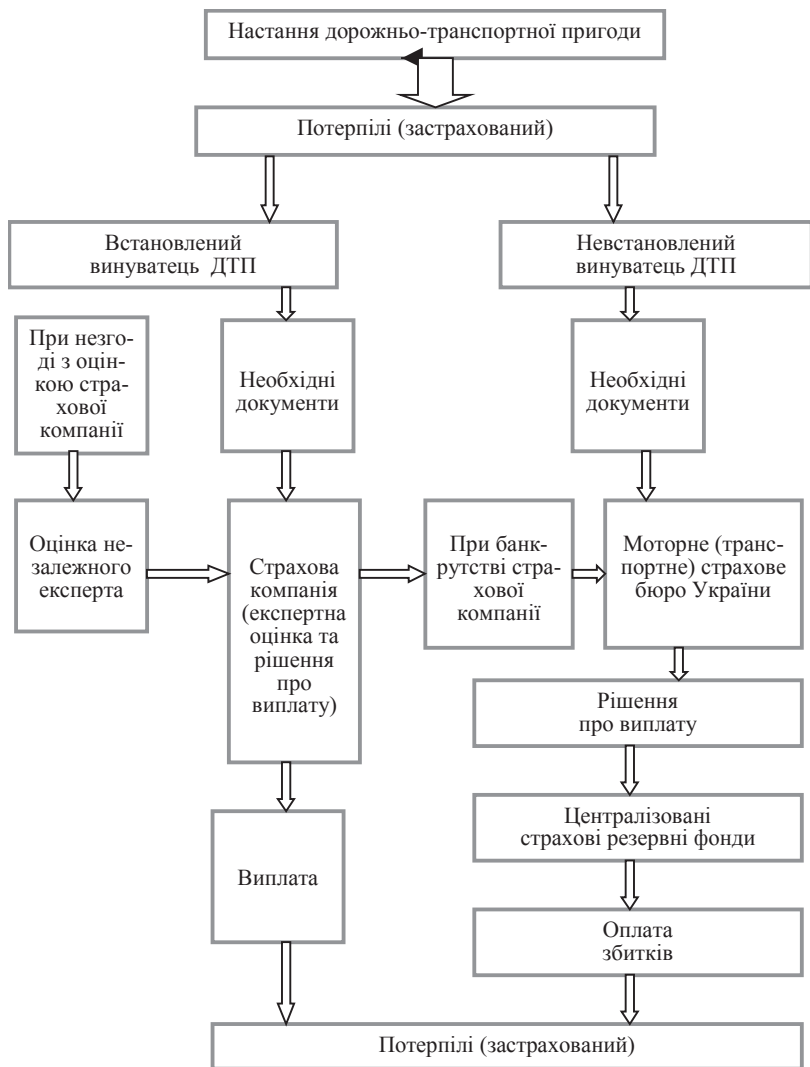 Настання дорожньо-транспортної пригоди
Потерпілі (застрахований)
Встановлений
винуватець ДТП
Невстановлений
винуватець ДТП
При незго-
ді з оцін-
кою стра-
хової
компанії
Необхідні
документи
Необхідні
документи
Оцінка не-
залежного
експерта
Страхова
компанія
(експертна
оцінка та
рішення
про
виплату)
При банк-
рутстві стра-
хової
компанії
Моторне (транс-
портне) страхове
бюро України
Рішення
про виплату
Централізовані
страхові резервні фонди
Виплата
Оплата
збитків
Потерпілі (застрахований)